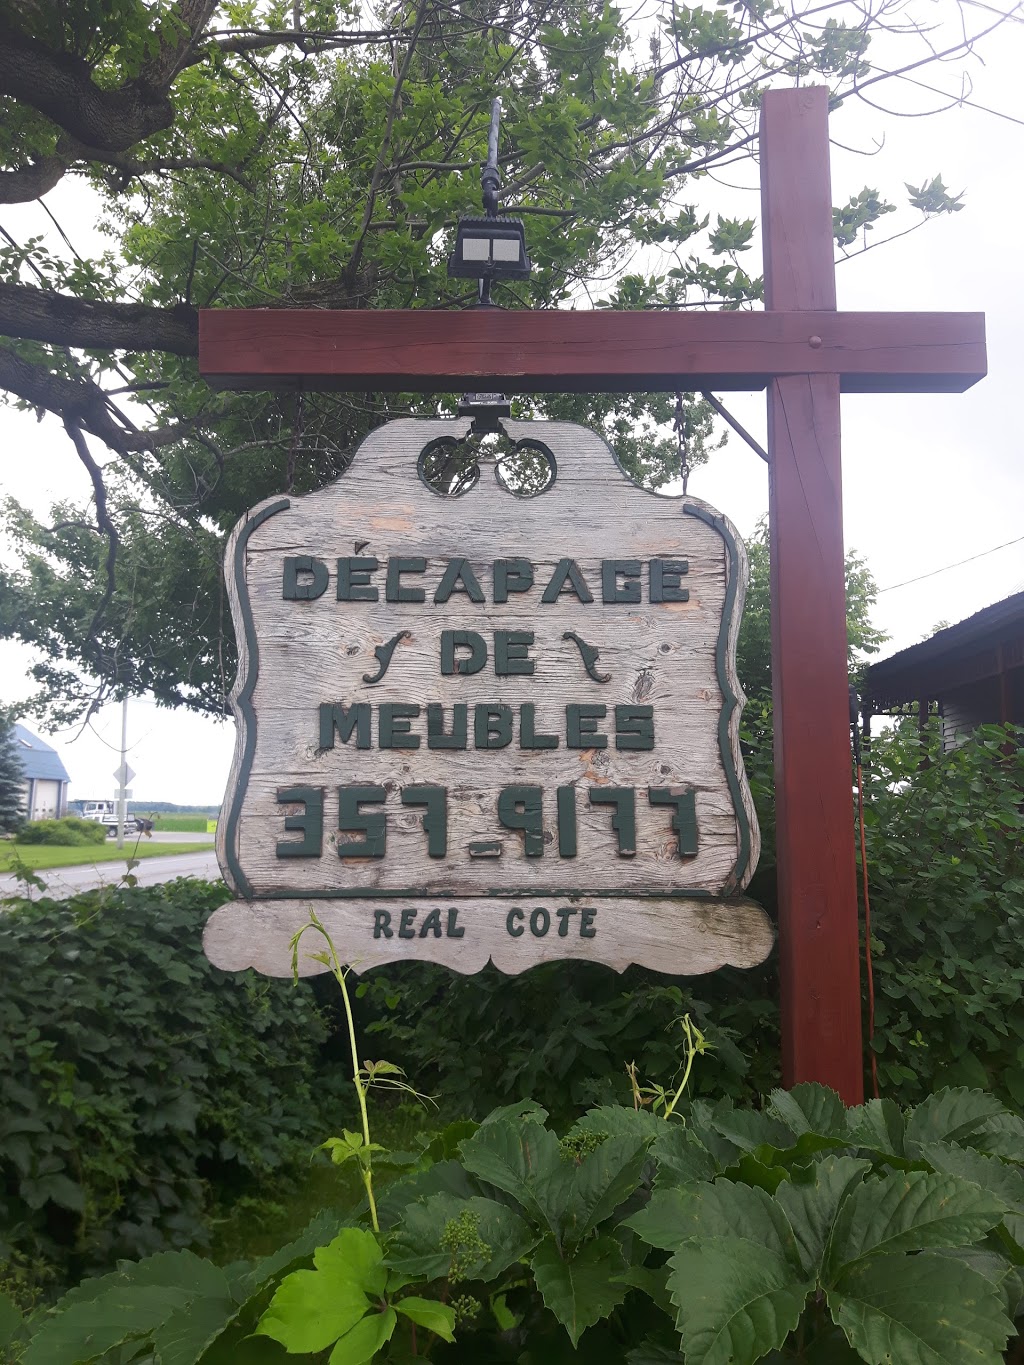 DÉCAPAGE
DE
MEUBLES
357-9177
REAL COTE